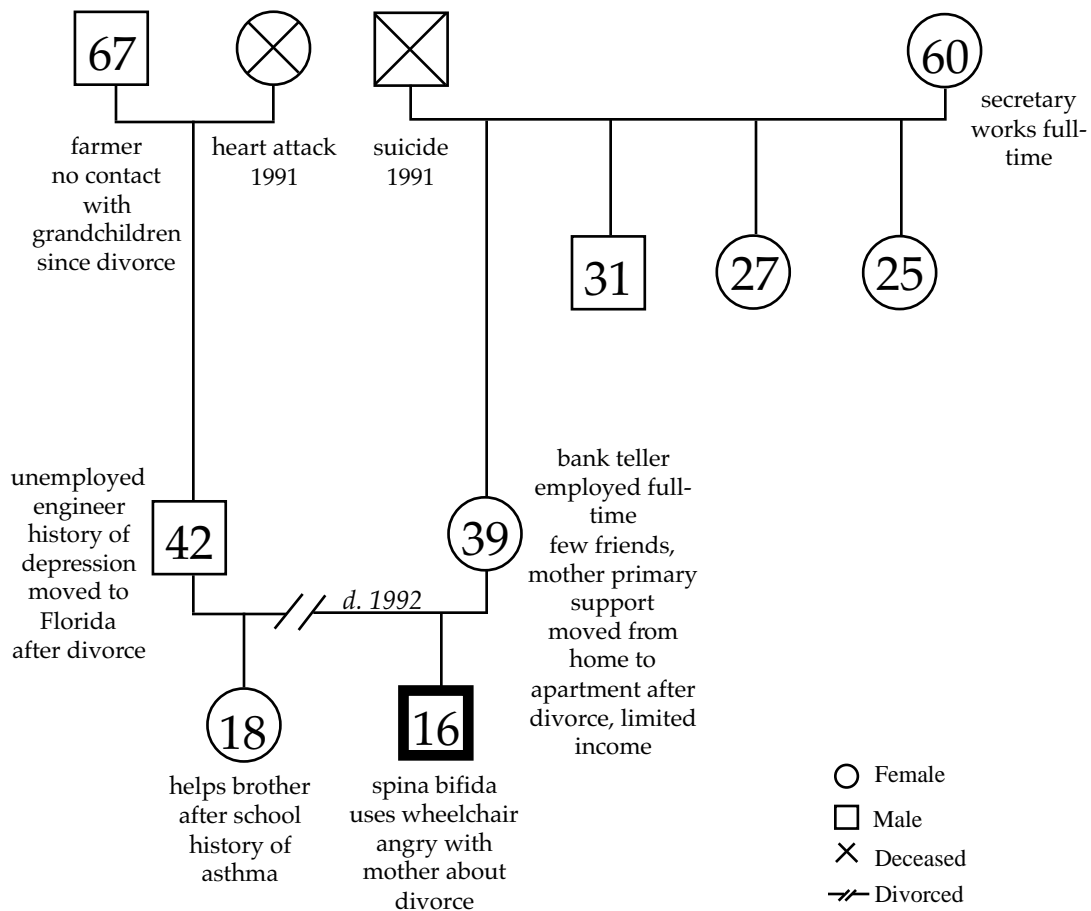 67
60
farmer
no contact
with
grandchildren
since divorce
heart attack
1991
suicide
1991
secretary
works full-
time
31
27
25
unemployed
engineer
history of
depression
moved to
Florida
after divorce
42
39
bank teller
employed full-
time
few friends,
mother primary
support
moved from
home to
apartment after
divorce, limited
income
d. 1992
18
16
helps brother
after school
history of
asthma
spina bifida
uses wheelchair
angry with
mother about
divorce
Female
Male
Deceased
Divorced